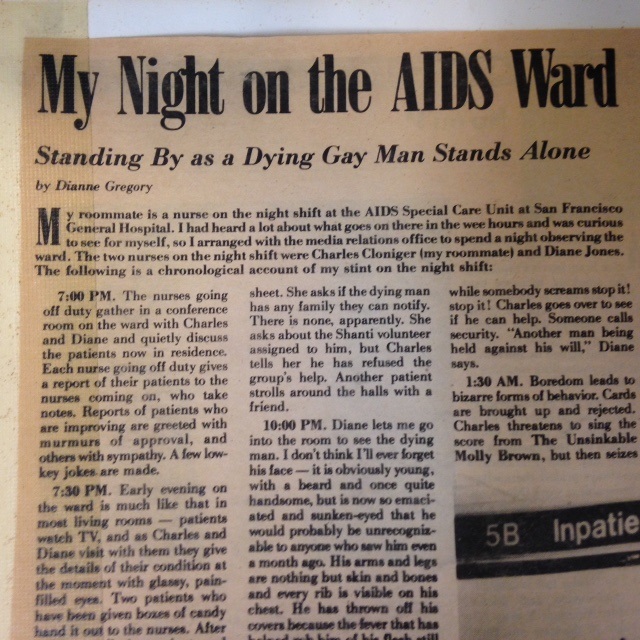 My Night on the AIDS Ward
Standing By as a Dying Gay Man Stands Alone
by Dianne Gregory
My roommate is a nurse on the night shift at the AIDS Special Care Unit at San Francisco
General Hospital. I had heard a lot about what goes on there in the wee hours and was curious
to see for myself, so I arranged with the media relations office to spend a night observing the
ward. The two nurses on the night shift were Charles Cloniger (my roommate) and Diane Jones.
The following is a chronological account of my stint on the night shift:
7:00 PM. The nurses going
off duty gather in a conference
room on the ward with Charles
and Diane and quietly discuss
the patients now in residence.
Each nurse going off duty gives
a report of their patients to the
nurses coming on, who take
notes. Reports of patients who
are improving are greeted with
murmurs of approval, and
others with sympathy. A few low-
key jokes are made.
7:30 PM. Early evening on
the ward is much like that in
most living rooms — patients
watch TV, and as Charles and
Diane visit with them they give
the details of their condition at
the moment with glassy, pain-
filled eyes. Two patients who
have been given boxes of candy
hand it out to the nurses. After
sheet. She asks if the dying man
has any family they can notify.
There is none, apparently. She
asks about the Shanti volunteer
assigned to him, but Charles
tells her he has refused the
group's help. Another patient
strolls around the halls with a
friend.
10:00 PM. Diane lets me go
into the room to see the dying
man. I don't think I'll ever forget
his face — it is obviously young,
with a beard and once quite
handsome, but is now so emaci-
ated and sunken-eyed that he
would probably be unrecogniz-
able to anyone who saw him even
a month ago. His arms and legs
are nothing but skin and bones
and every rib is visible on his
chest. He has thrown off his
covers because the fever that has
while somebody screams stop it!
stop it! Charles goes over to see
if he can help. Someone calls
security. "Another man being
held against his will," Diane
says.
1:30 AM. Boredom leads to
bizarre forms of behavior. Cards
are brought up and rejected.
Charles threatens to sing the
score from The Unsinkable
Molly Brown, but then seizes
5B Inpatie